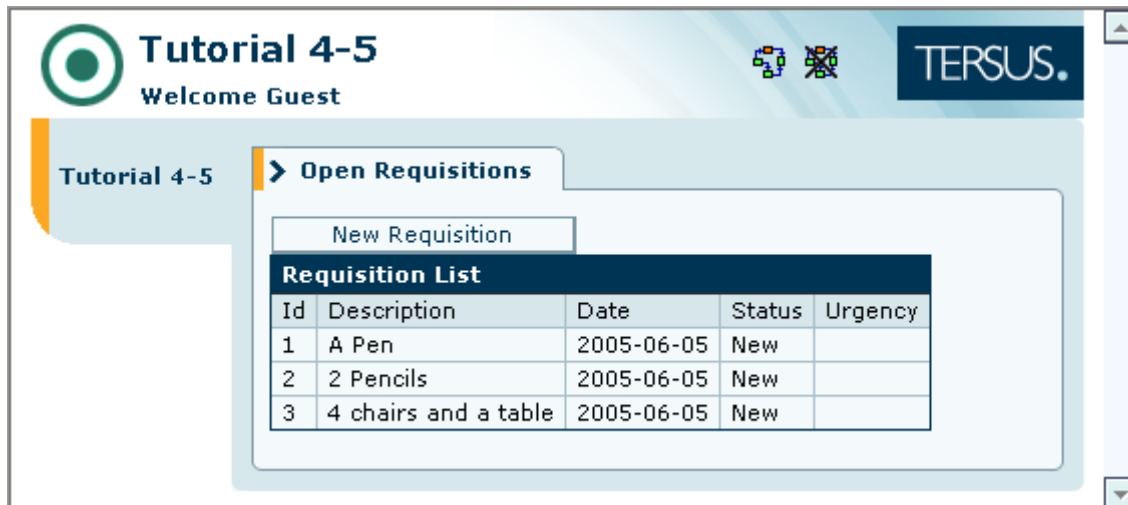 Tutorial 4-5
Welcome Guest
TERSUS.
Tutorial 4-5
Open Requisitions
New Requisition
Requisition List
Id Description Date Status Urgency
1 A Pen 2005-06-05 New
2 2 Pencils 2005-06-05 New
3 4 chairs and a table 2005-06-05 New